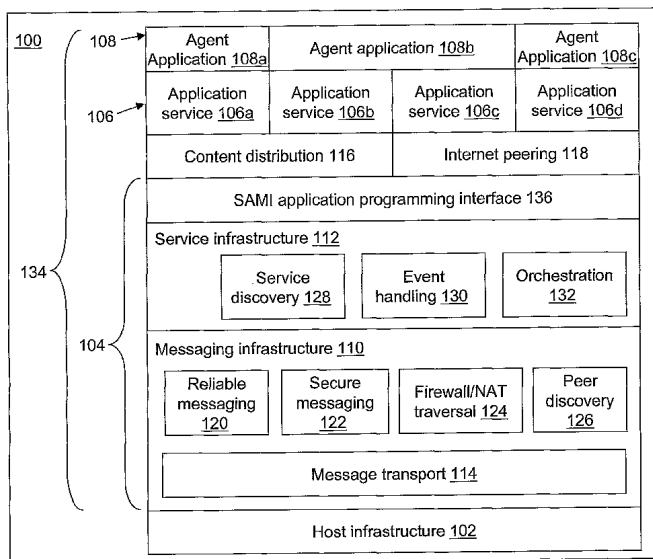 100
108
Agent
Application 108a
Agent application 108b
Agent
Application 108c
106
Application
service 106a
Application
service 106b
Application
service 106c
Application
service 106d
Content distribution 116
Internet peering 118
SAMI application programming interface 136
134
104
Service infrastructure 112
Service
discovery 128
Event
handling 130
Orchestration
132
Messaging infrastructure 110
Reliable
messaging
120
Secure
messaging
122
Firewall/NAT
traversal 124
Peer
discovery
126
Message transport 114
Host infrastructure 102